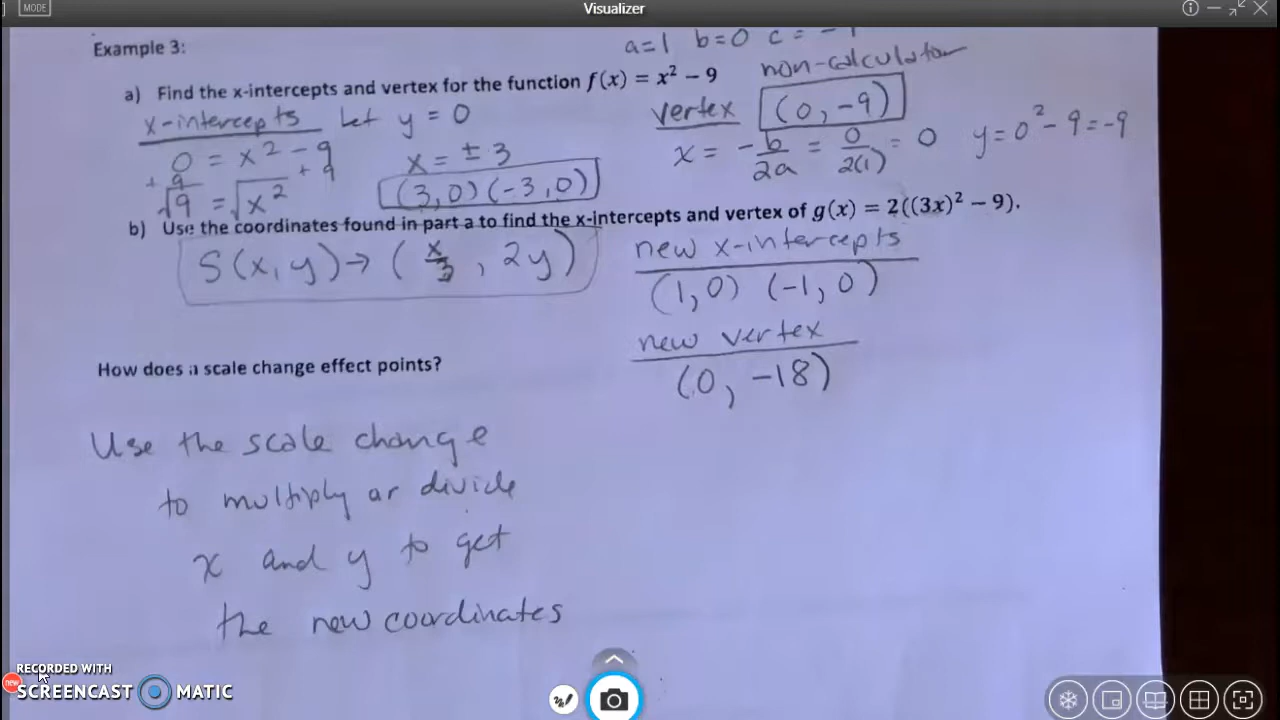 MODE
Visualizer
Example 3:
a=1 b=0 c=-1
non-calculator
a) Find the x-intercepts and vertex for the function f(x) = x² − 9
x-intercepts Let y = 0
vertex (0, -9)
0 = x² - 9
+9 +9
√9 = √x²
x = ± 3
(3,0) (-3,0)
x = -b/2a = 0/2(1) = 0 y = 0² - 9 = -9
b) Use the coordinates found in part a to find the x-intercepts and vertex of g(x) = 2((3x)² − 9).
S(x,y) → (x/3, 2y)
new x-intercepts
(1,0) (-1,0)
new vertex
(0, -18)
How does a scale change effect points?
Use the scale change
to multiply or divide
x and y to get
the new coordinates
RECORDED WITH
SCREENCAST MATIC
new